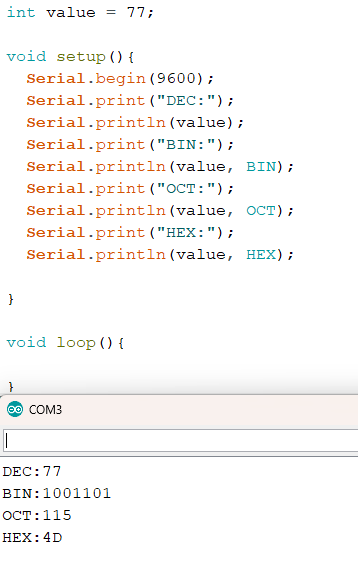 int value = 77;
void setup(){
Serial.begin(9600);
Serial.print("DEC:");
Serial.println(value);
Serial.print("BIN:");
Serial.println(value, BIN);
Serial.print("OCT:");
Serial.println(value, OCT);
Serial.print("HEX:");
Serial.println(value, HEX);
}
void loop(){
}
COM3
DEC:77
BIN:1001101
OCT:115
HEX:4D